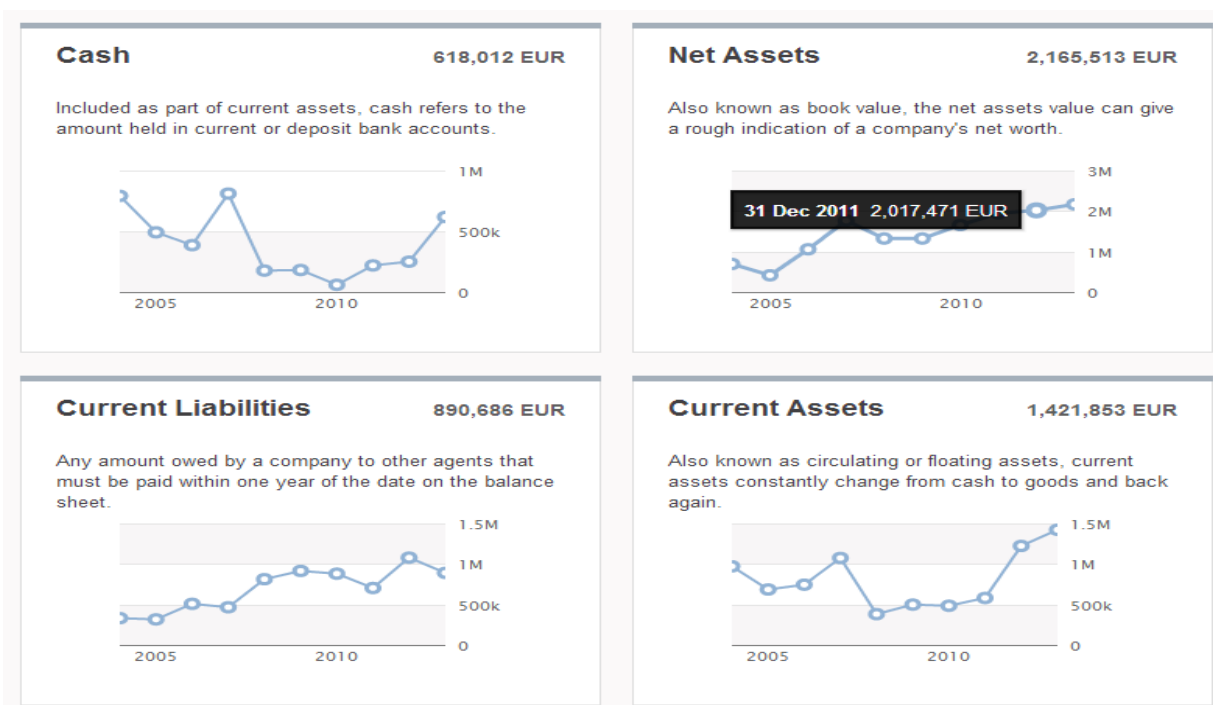 Cash 618,012 EUR
Included as part of current assets, cash refers to the
amount held in current or deposit bank accounts.
1M
500k
0
2005 2010
Net Assets 2,165,513 EUR
Also known as book value, the net assets value can give
a rough indication of a company's net worth.
3M
31 Dec 2011 2,017,471 EUR
2M
1M
0
2005 2010
Current Liabilities 890,686 EUR
Any amount owed by a company to other agents that
must be paid within one year of the date on the balance
sheet.
1.5M
1M
500k
0
2005 2010
Current Assets 1,421,853 EUR
Also known as circulating or floating assets, current
assets constantly change from cash to goods and back
again.
1.5M
1M
500k
0
2005 2010